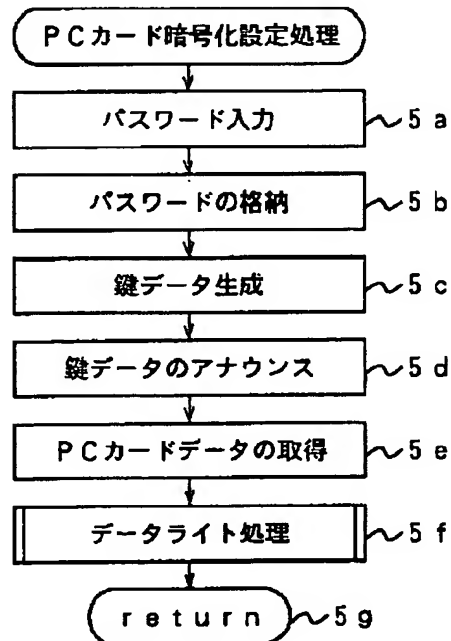 PCカード暗号化設定処理
パスワード入力 5a
パスワードの格納 5b
鍵データ生成 5c
鍵データのアナウンス 5d
PCカードデータの取得 5e
データライト処理 5f
return 5g